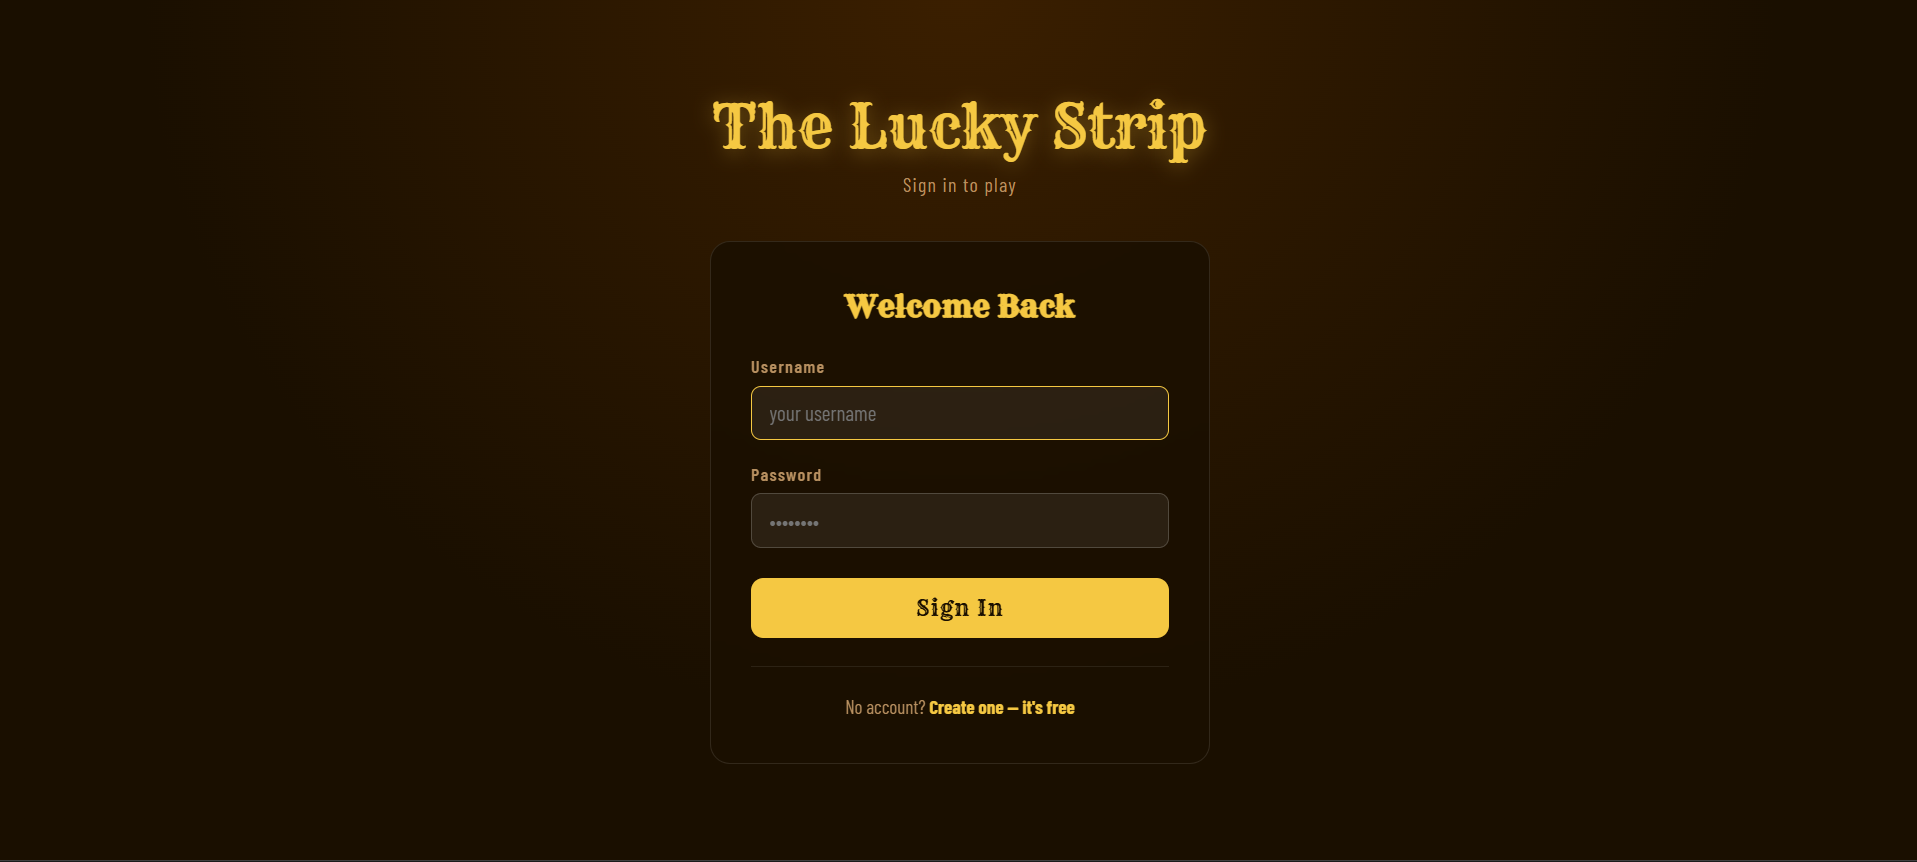 The Lucky Strip
Sign in to play
Welcome Back
Username
your username
Password
••••••••
Sign In
No account? Create one — it's free